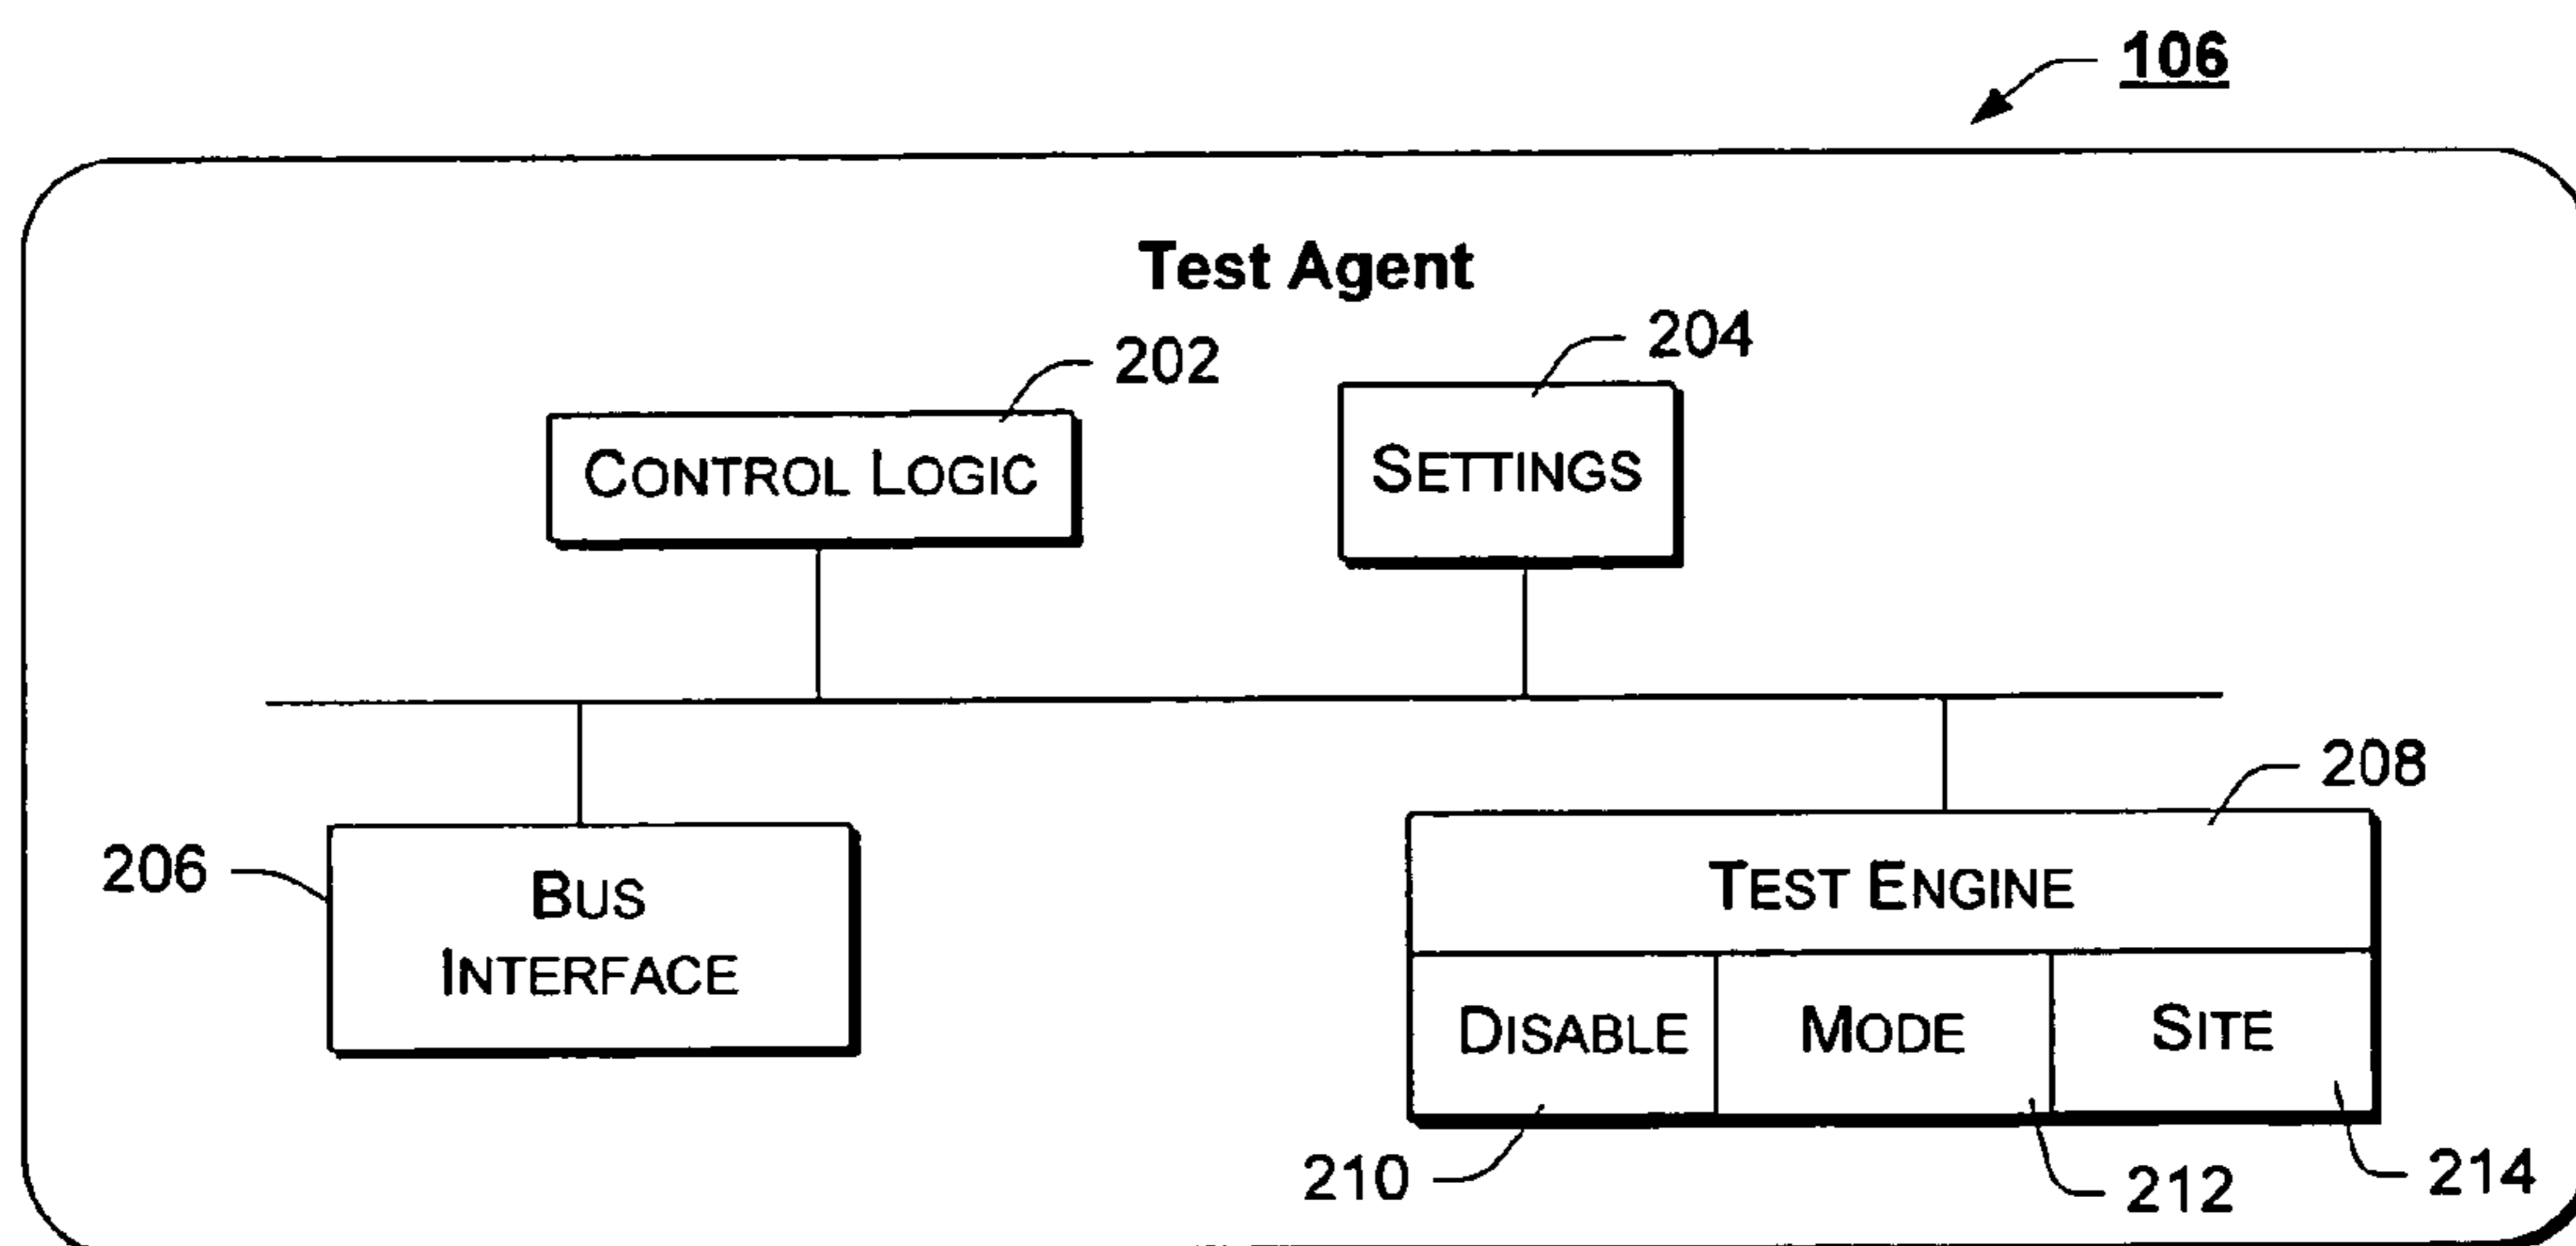 106
Test Agent
202
204
CONTROL LOGIC
SETTINGS
208
206
BUS
INTERFACE
TEST ENGINE
DISABLE
MODE
SITE
210
212
214